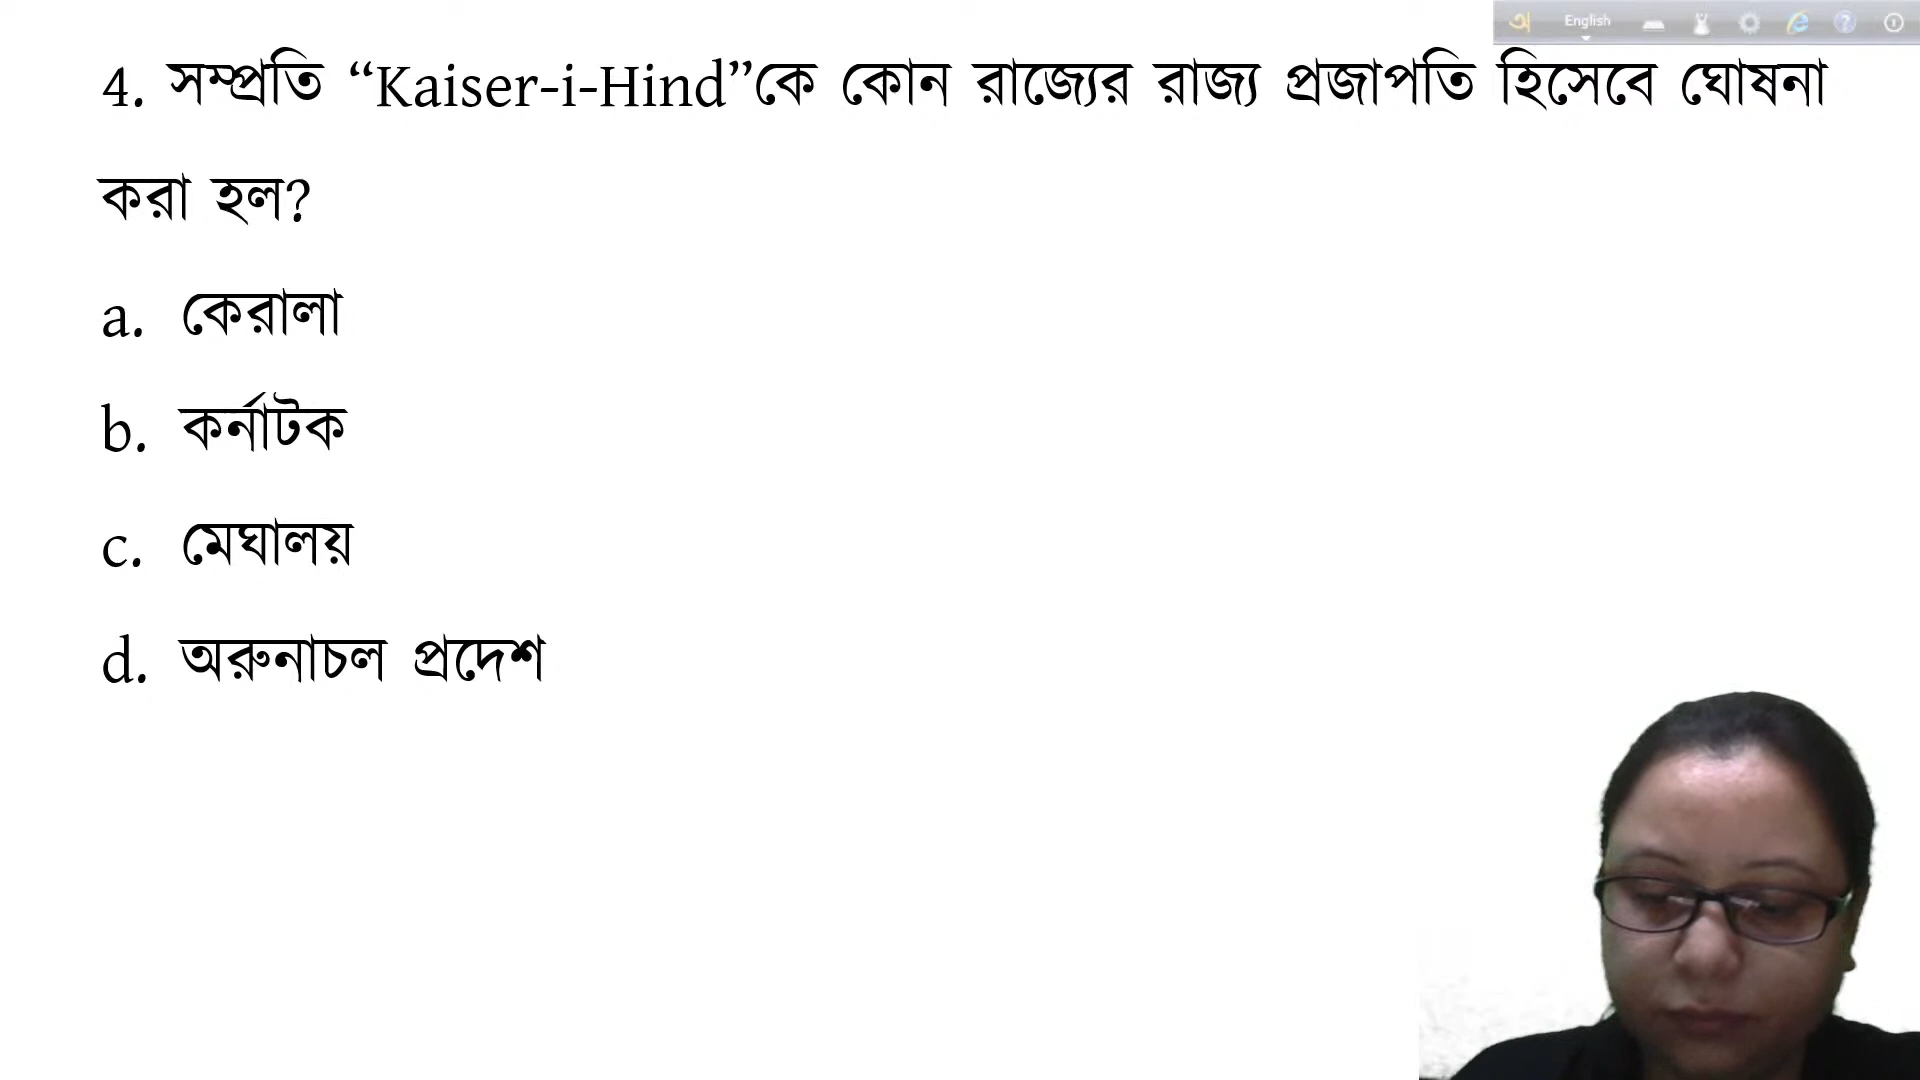 English
4. সম্প্রতি “Kaiser-i-Hind”কে কোন রাজ্যের রাজ্য প্রজাপতি হিসেবে ঘোষনা
করা হল?
a. কেরালা
b. কর্নাটক
c. মেঘালয়
d. অরুনাচল প্রদেশ